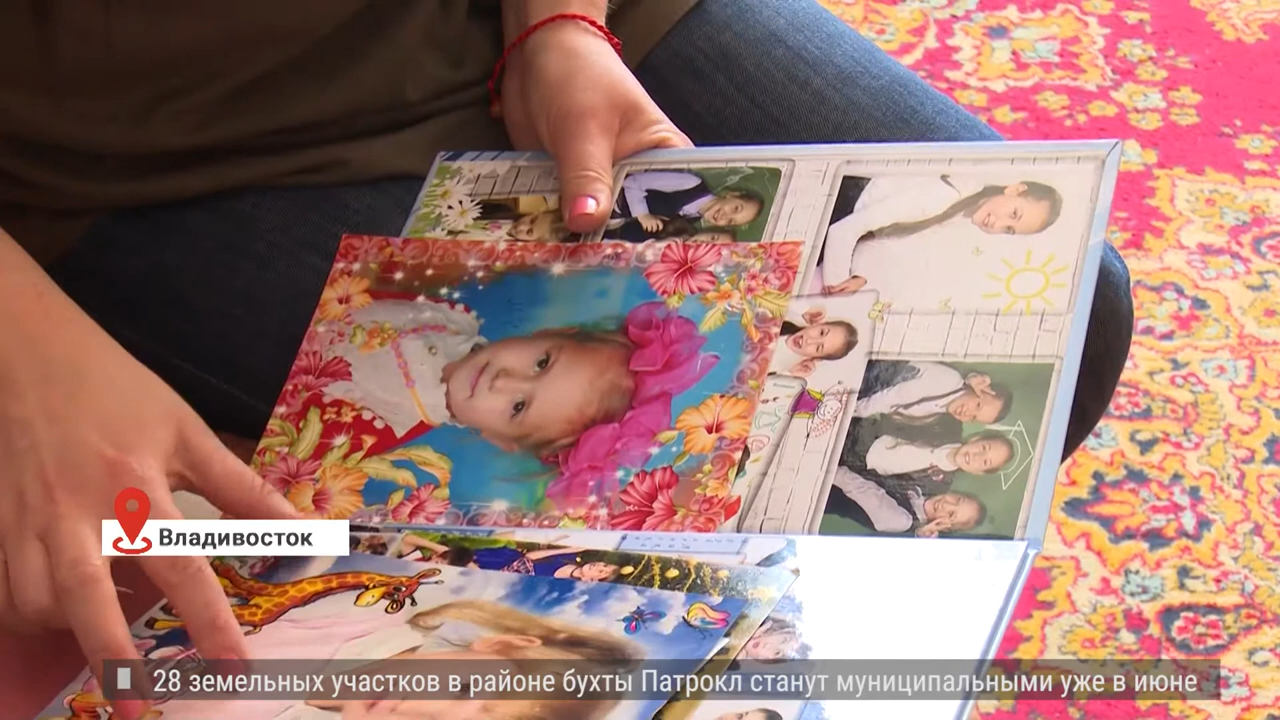 Владивосток
28 земельных участков в районе бухты Патрокл станут муниципальными уже в июне